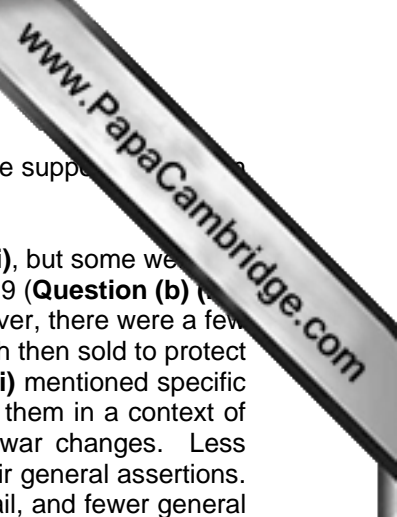 www.PapaCambridge.com
e supp
i), but some we
9 (Question (b) (
ver, there were a few
n then sold to protect
i) mentioned specific
them in a context of
war changes. Less
ir general assertions.
ail, and fewer general